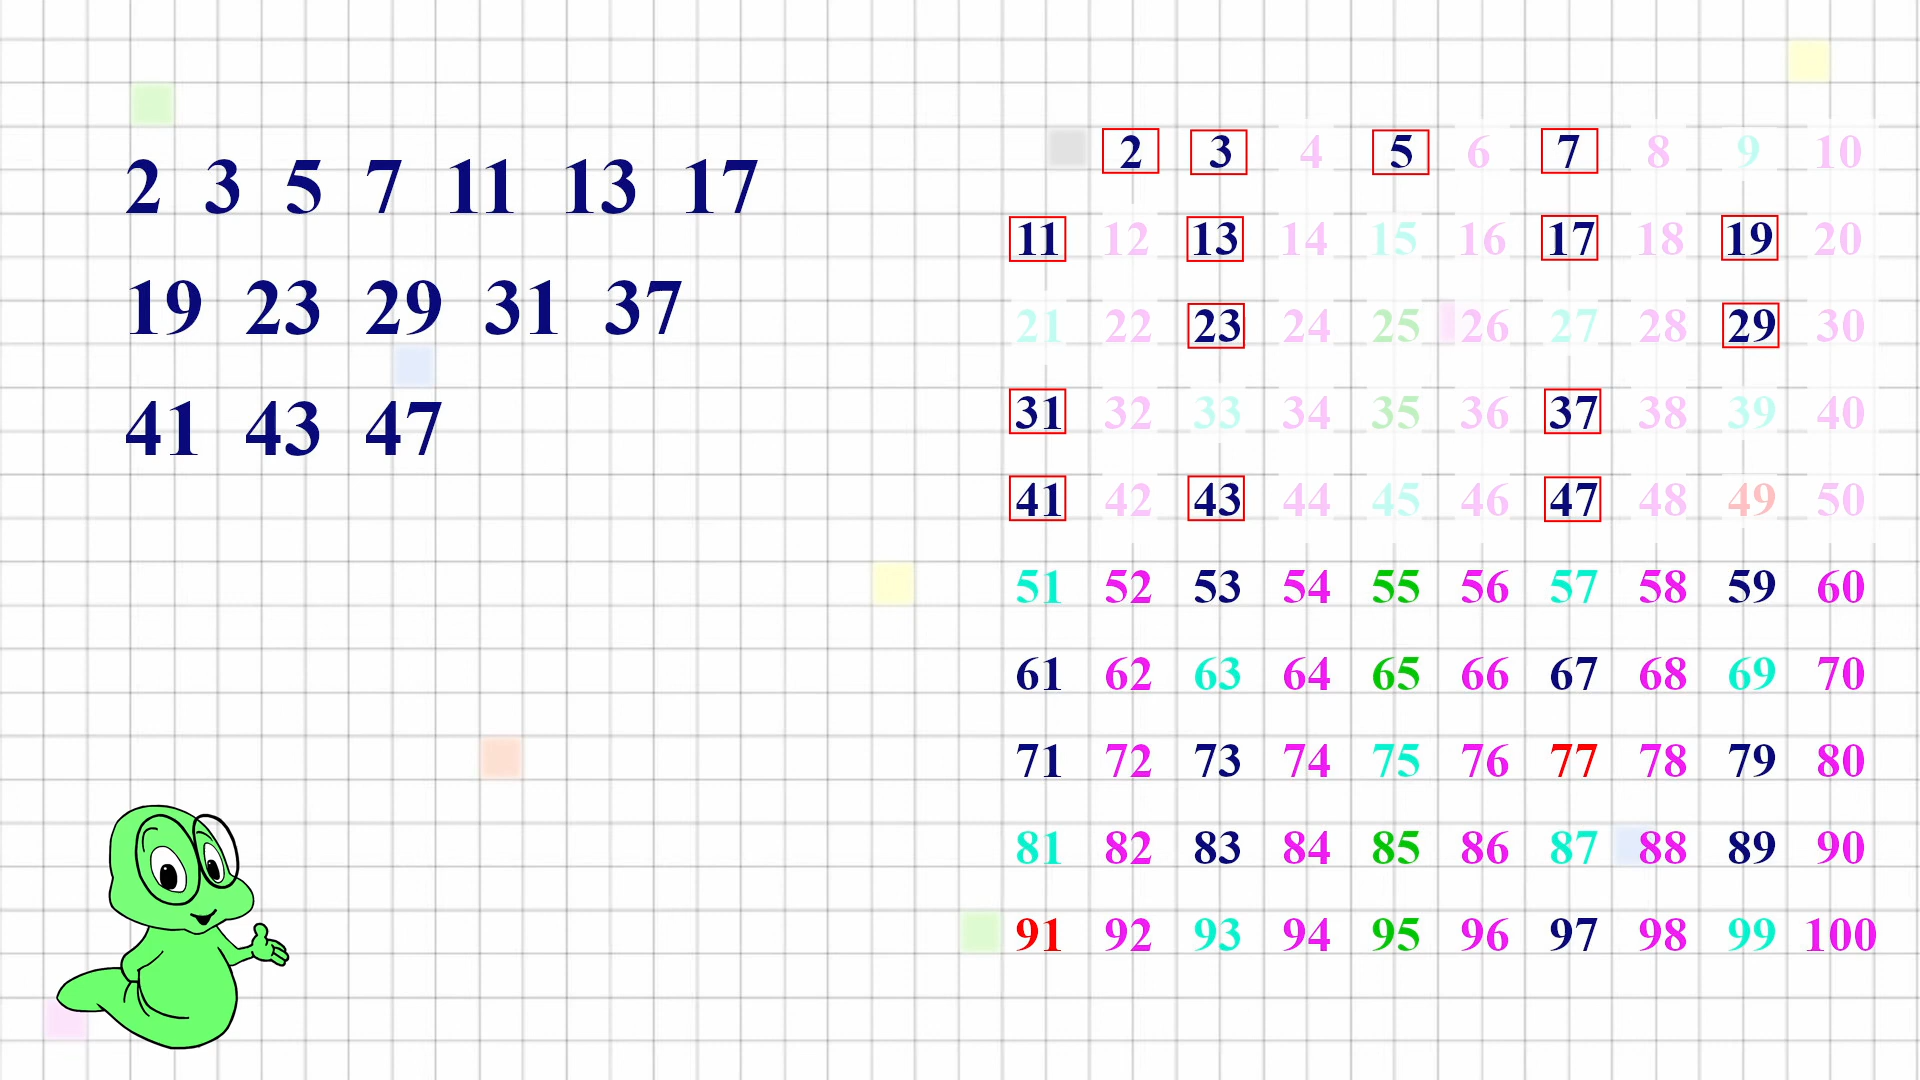 2 3 5 7 11 13 17
19 23 29 31 37
41 43 47
2 3 4 5 6 7 8 9 10
11 12 13 14 15 16 17 18 19 20
21 22 23 24 25 26 27 28 29 30
31 32 33 34 35 36 37 38 39 40
41 42 43 44 45 46 47 48 49 50
51 52 53 54 55 56 57 58 59 60
61 62 63 64 65 66 67 68 69 70
71 72 73 74 75 76 77 78 79 80
81 82 83 84 85 86 87 88 89 90
91 92 93 94 95 96 97 98 99 100